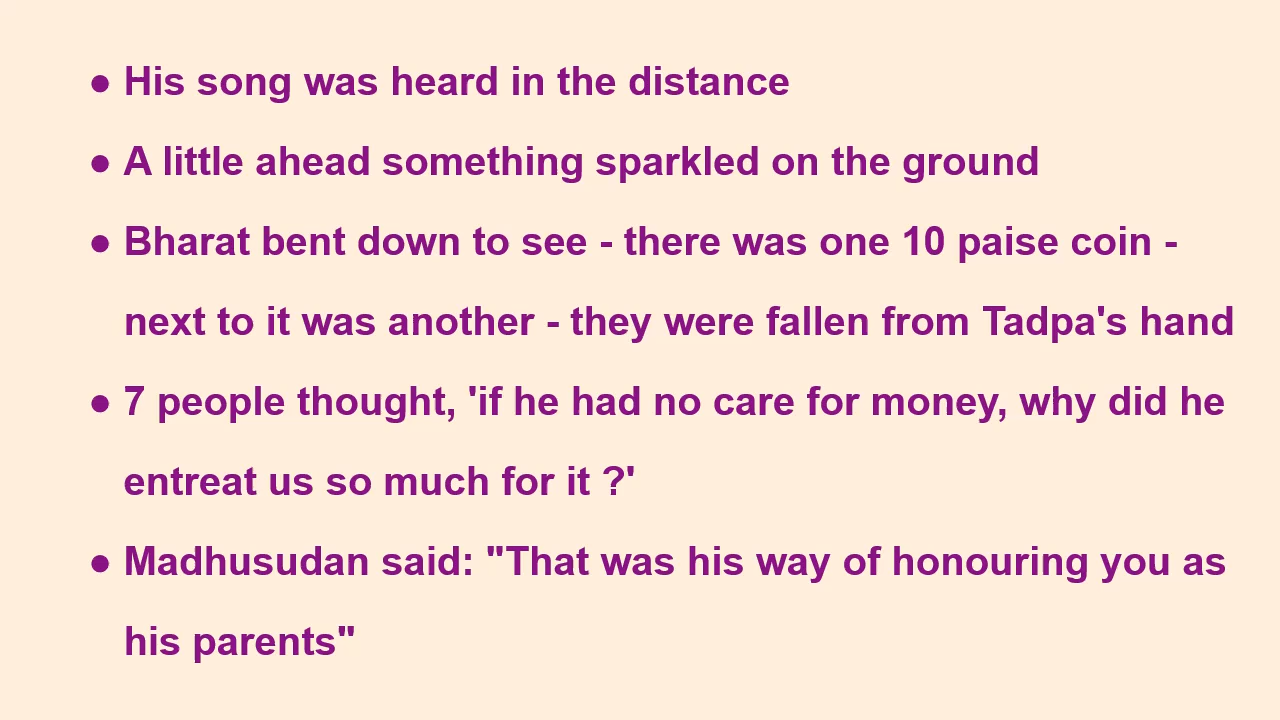 ● His song was heard in the distance
● A little ahead something sparkled on the ground
● Bharat bent down to see - there was one 10 paise coin -
next to it was another - they were fallen from Tadpa's hand
● 7 people thought, 'if he had no care for money, why did he
entreat us so much for it ?'
● Madhusudan said: "That was his way of honouring you as
his parents"